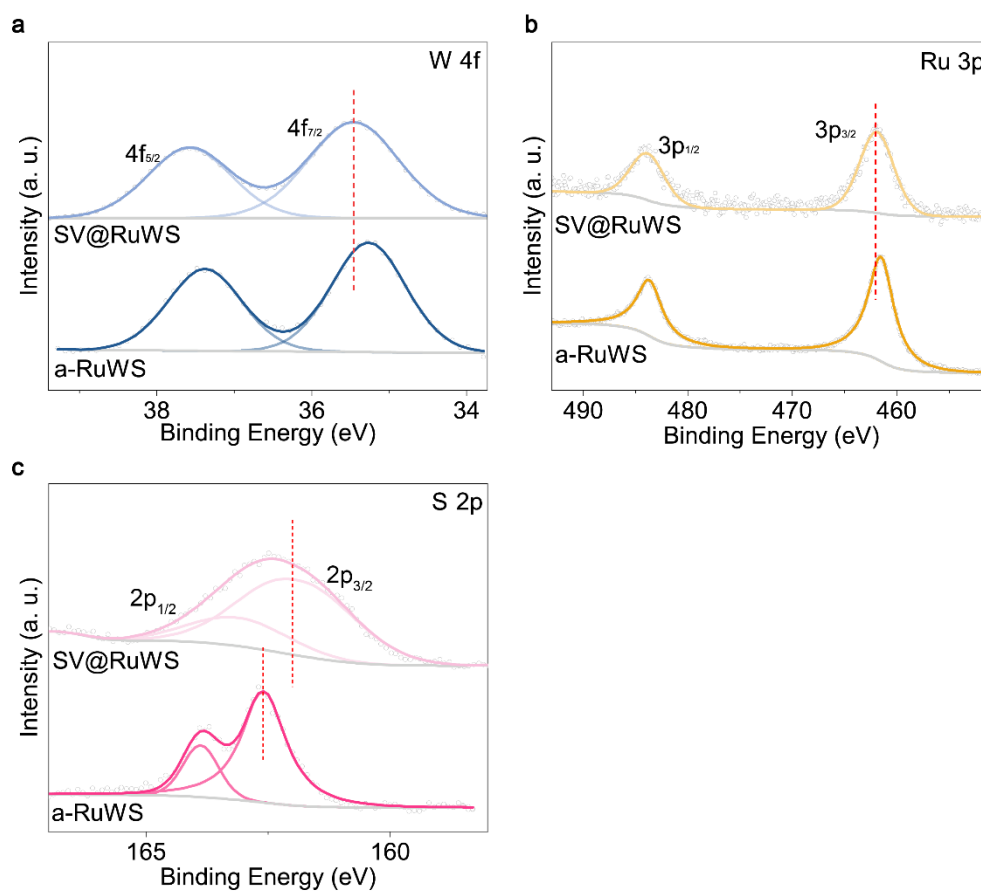 a
W 4f
4f5/2
4f7/2
SV@RuWS
a-RuWS
Intensity (a. u.)
38
36
34
Binding Energy (eV)
b
Ru 3p
3p1/2
3p3/2
SV@RuWS
a-RuWS
Intensity (a. u.)
490
480
470
460
Binding Energy (eV)
c
S 2p
2p1/2
2p3/2
SV@RuWS
a-RuWS
Intensity (a. u.)
165
160
Binding Energy (eV)